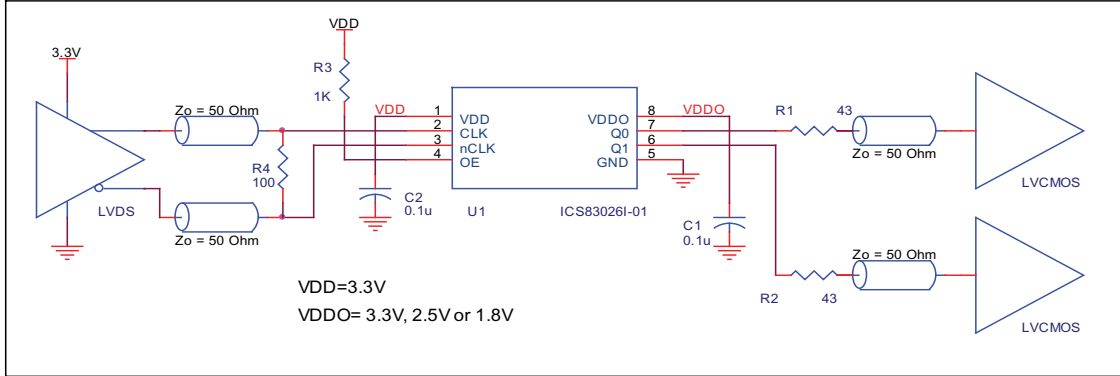 VDD
3.3V
R3
1K
Zo = 50 Ohm
VDD
1
2
3
4
VDD
CLK
nCLK
OE
VDDO
Q0
Q1
GND
8
7
6
5
VDDO
R1
43
Zo = 50 Ohm
LVCMOS
R4
100
C2
0.1u
U1
ICS83026I-01
C1
0.1u
LVDS
Zo = 50 Ohm
Zo = 50 Ohm
R2
43
LVCMOS
VDD=3.3V
VDDO= 3.3V, 2.5V or 1.8V